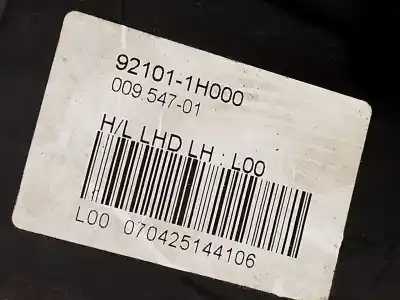 92101-1H000
009.547-01
H/L LHD LH : L00
L00 070425144106